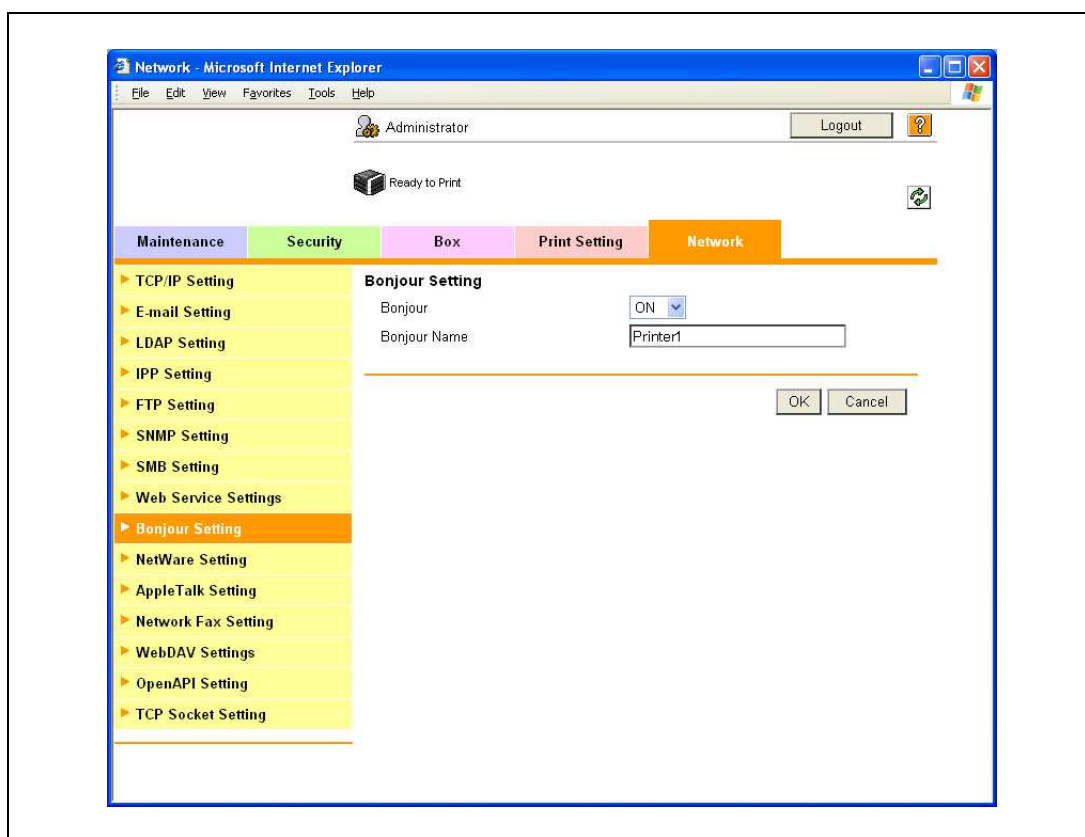 Network - Microsoft Internet Explorer
File Edit View Favorites Tools Help
Administrator
Logout
?
Ready to Print
Maintenance Security Box Print Setting Network
TCP/IP Setting
E-mail Setting
LDAP Setting
IPP Setting
FTP Setting
SNMP Setting
SMB Setting
Web Service Settings
Bonjour Setting
NetWare Setting
AppleTalk Setting
Network Fax Setting
WebDAV Settings
OpenAPI Setting
TCP Socket Setting
Bonjour Setting
Bonjour ON
Bonjour Name Printer1
OK Cancel